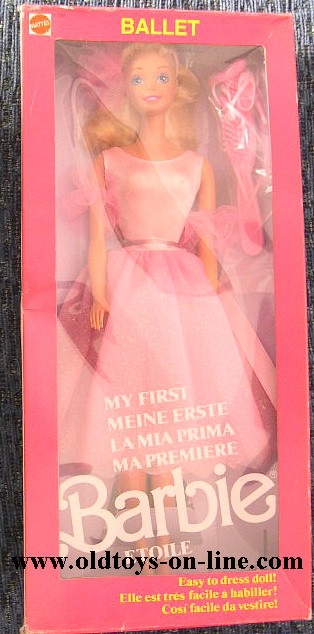 BALLET
MATTEL
MY FIRST
MEINE ERSTE
LA MIA PRIMA
MA PREMIERE
Barbie®
ETOILE
www.oldtoys-on-line.com
Easy to dress doll!
Elle est très facile à habiller!
Cosí facile da vestire!